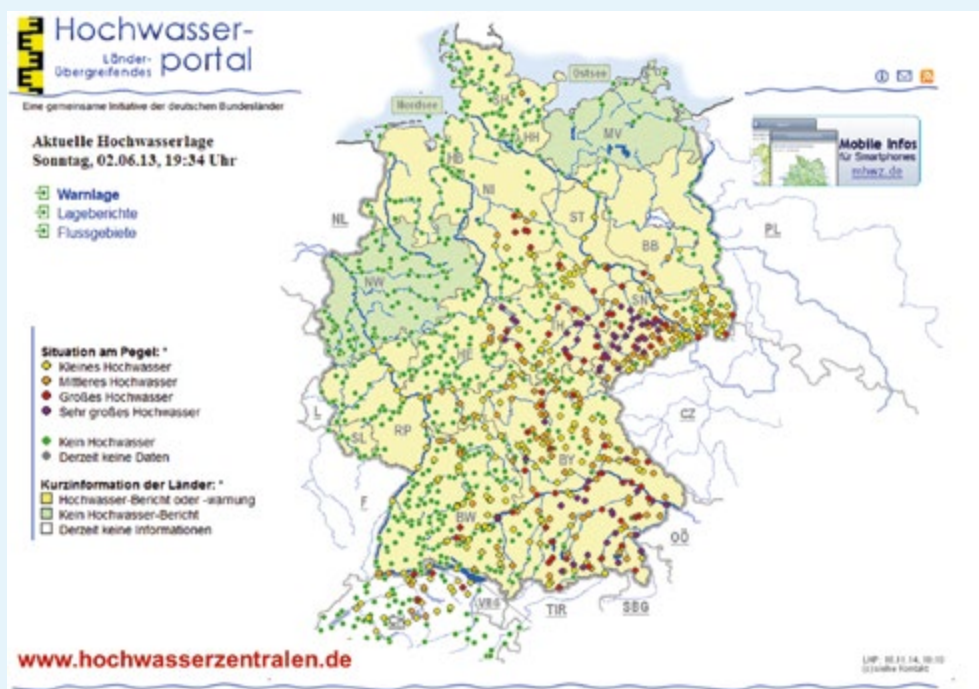 Hochwasser-
Länder-
übergreifendes portal
Eine gemeinsame Initiative der deutschen Bundesländer
Aktuelle Hochwasserlage
Sonntag, 02.06.13, 19:34 Uhr
Warnlage
Lageberichte
Flussgebiete
Mobile Infos
für Smartphones
mhwz.de
Nordsee
Ostsee
SH
HH
MV
HB
NI
NL
ST
BB
PL
NW
SN
TH
HE
L
RP
SL
CZ
BY
F
BW
OÖ
CH
VBG
TIR
SBG
Situation am Pegel: *
Kleines Hochwasser
Mittleres Hochwasser
Großes Hochwasser
Sehr großes Hochwasser
Kein Hochwasser
Derzeit keine Daten
Kurzinformation der Länder: *
Hochwasser-Bericht oder -warnung
Kein Hochwasser-Bericht
Derzeit keine Informationen
www.hochwasserzentralen.de
(c) siehe Kontakt